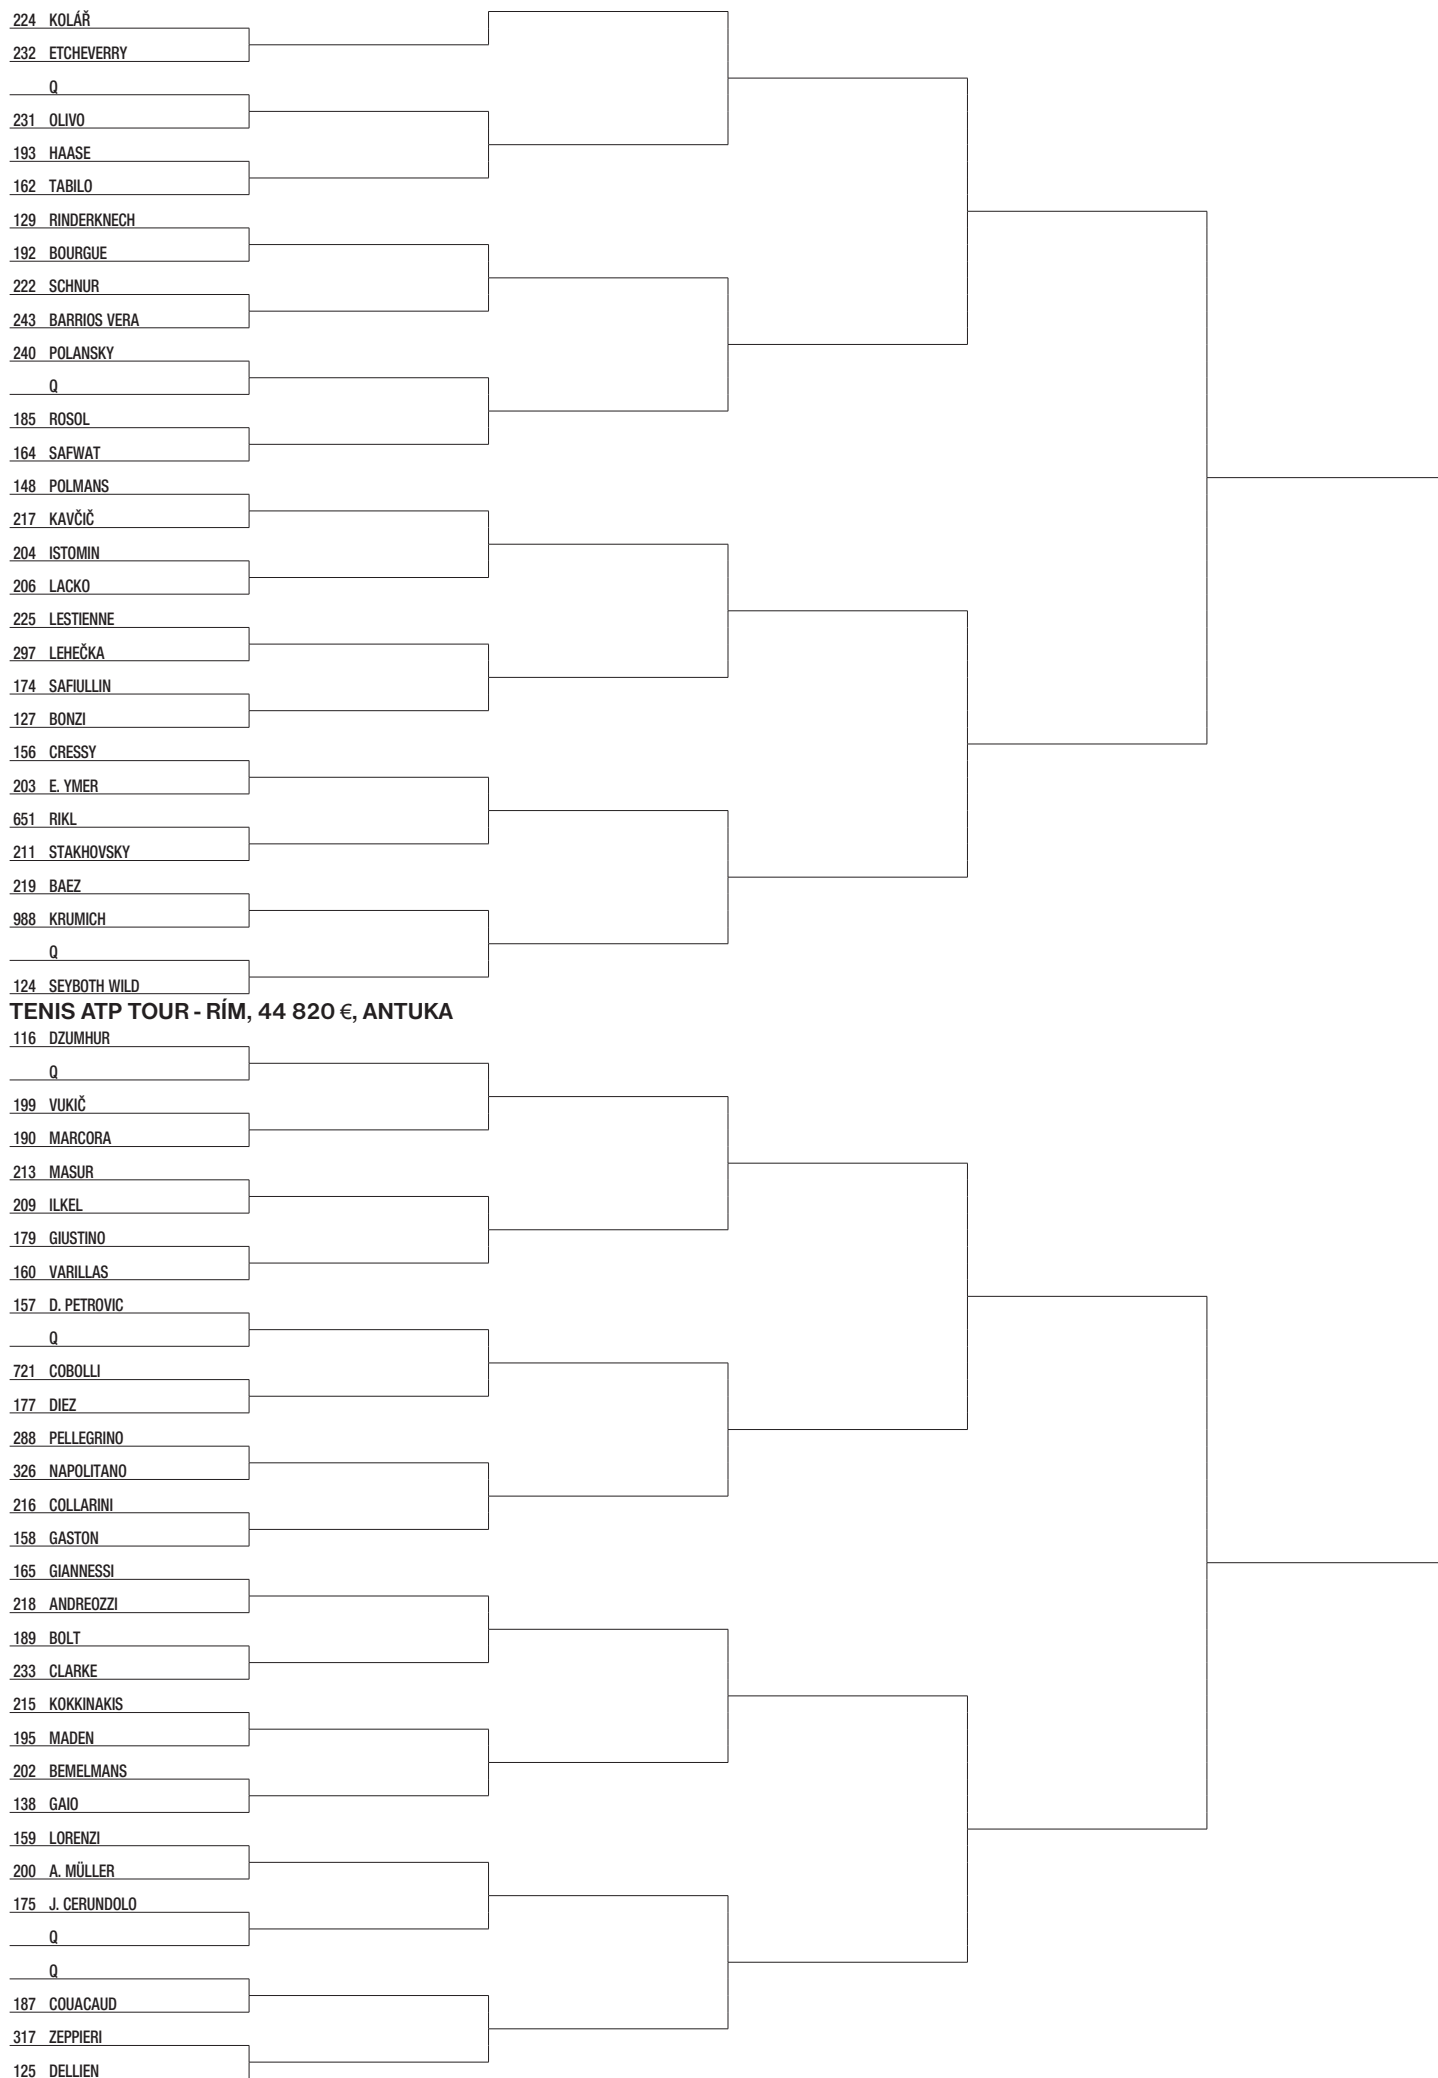 224 KOLÁŘ
232 ETCHEVERRY
Q
231 OLIVO
193 HAASE
162 TABILO
129 RINDERKNECH
192 BOURGUE
222 SCHNUR
243 BARRIOS VERA
240 POLANSKY
Q
185 ROSOL
164 SAFWAT
148 POLMANS
217 KAVČIČ
204 ISTOMIN
206 LACKO
225 LESTIENNE
297 LEHEČKA
174 SAFIULLIN
127 BONZI
156 CRESSY
203 E. YMER
651 RIKL
211 STAKHOVSKY
219 BAEZ
988 KRUMICH
Q
124 SEYBOTH WILD
TENIS ATP TOUR - RÍM, 44 820 €, ANTUKA
116 DZUMHUR
Q
199 VUKIČ
190 MARCORA
213 MASUR
209 ILKEL
179 GIUSTINO
160 VARILLAS
157 D. PETROVIC
Q
721 COBOLLI
177 DIEZ
288 PELLEGRINO
326 NAPOLITANO
216 COLLARINI
158 GASTON
165 GIANNESSI
218 ANDREOZZI
189 BOLT
233 CLARKE
215 KOKKINAKIS
195 MADEN
202 BEMELMANS
138 GAIO
159 LORENZI
200 A. MÜLLER
175 J. CERUNDOLO
Q
Q
187 COUACAUD
317 ZEPPIERI
125 DELLIEN